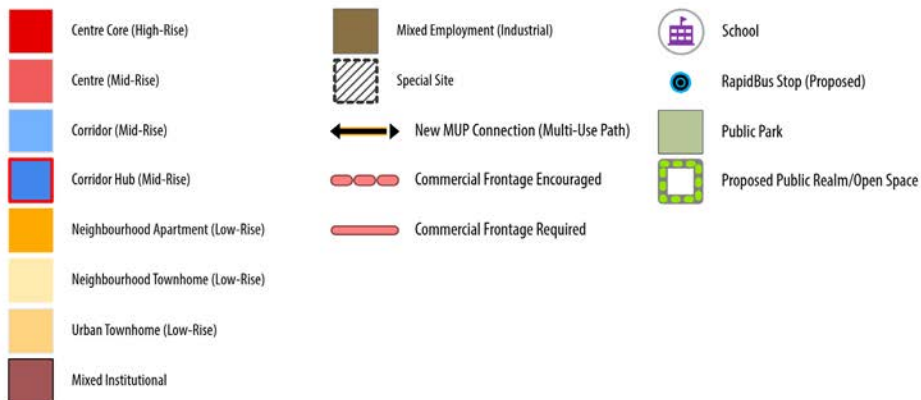 Centre Core (High-Rise)
Centre (Mid-Rise)
Corridor (Mid-Rise)
Corridor Hub (Mid-Rise)
Neighbourhood Apartment (Low-Rise)
Neighbourhood Townhome (Low-Rise)
Urban Townhome (Low-Rise)
Mixed Institutional
Mixed Employment (Industrial)
Special Site
New MUP Connection (Multi-Use Path)
Commercial Frontage Encouraged
Commercial Frontage Required
School
RapidBus Stop (Proposed)
Public Park
Proposed Public Realm/Open Space